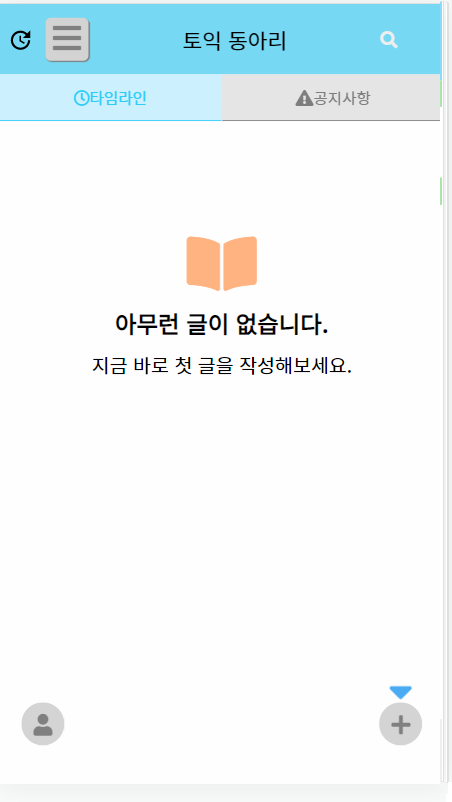 토익 동아리
타임라인
공지사항
아무런 글이 없습니다.
지금 바로 첫 글을 작성해보세요.